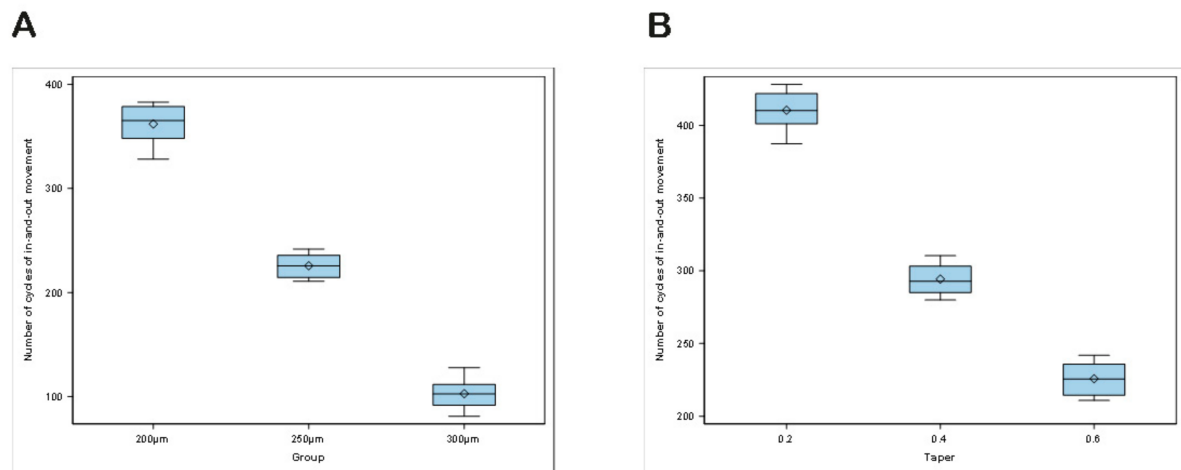 A
B
Number of cycles of in-and-out movement
400
300
200
100
200µm
250µm
300µm
Group
Number of cycles of in-and-out movement
400
350
300
250
200
0.2
0.4
0.6
Taper